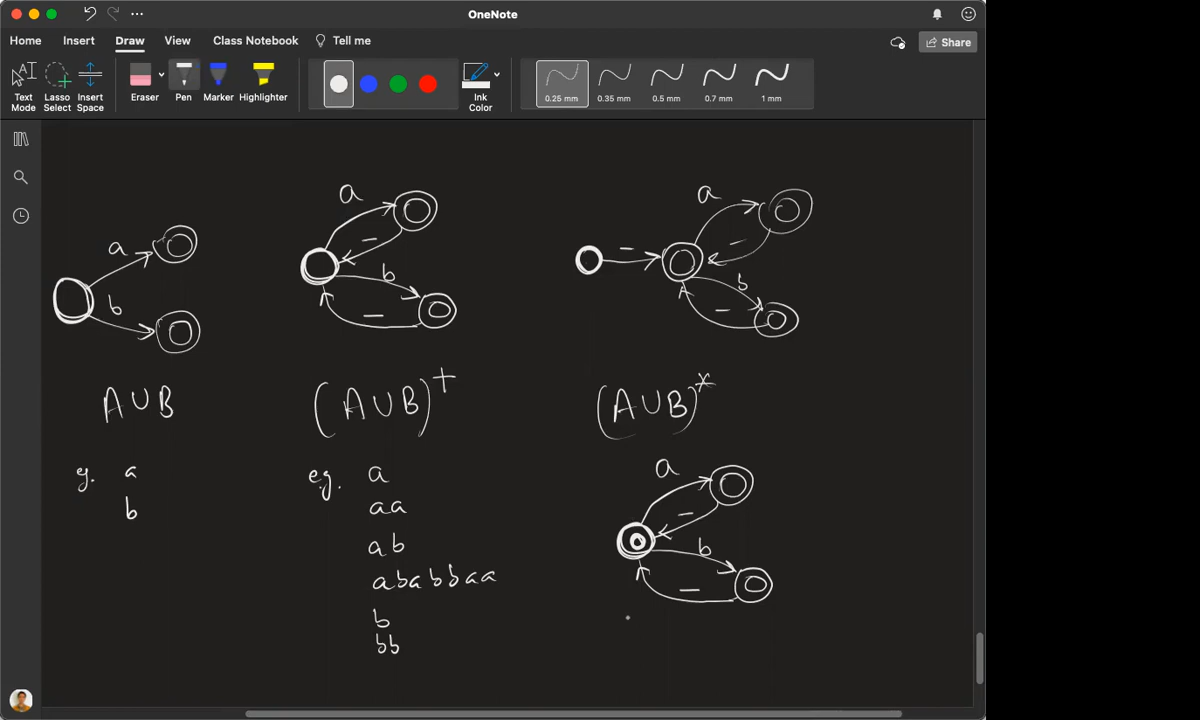 OneNote
Home Insert Draw View Class Notebook Tell me
Share
Text Mode
Lasso Select
Insert Space
Eraser
Pen
Marker
Highlighter
Ink Color
0.25 mm
0.35 mm
0.5 mm
0.7 mm
1 mm
a
b
A ∪ B
a
b
a
–
b
–
(A ∪ B)⁺
eg. a
aa
ab
ababbaa
b
bb
–
a
–
b
–
(A ∪ B)*
a
–
b
–